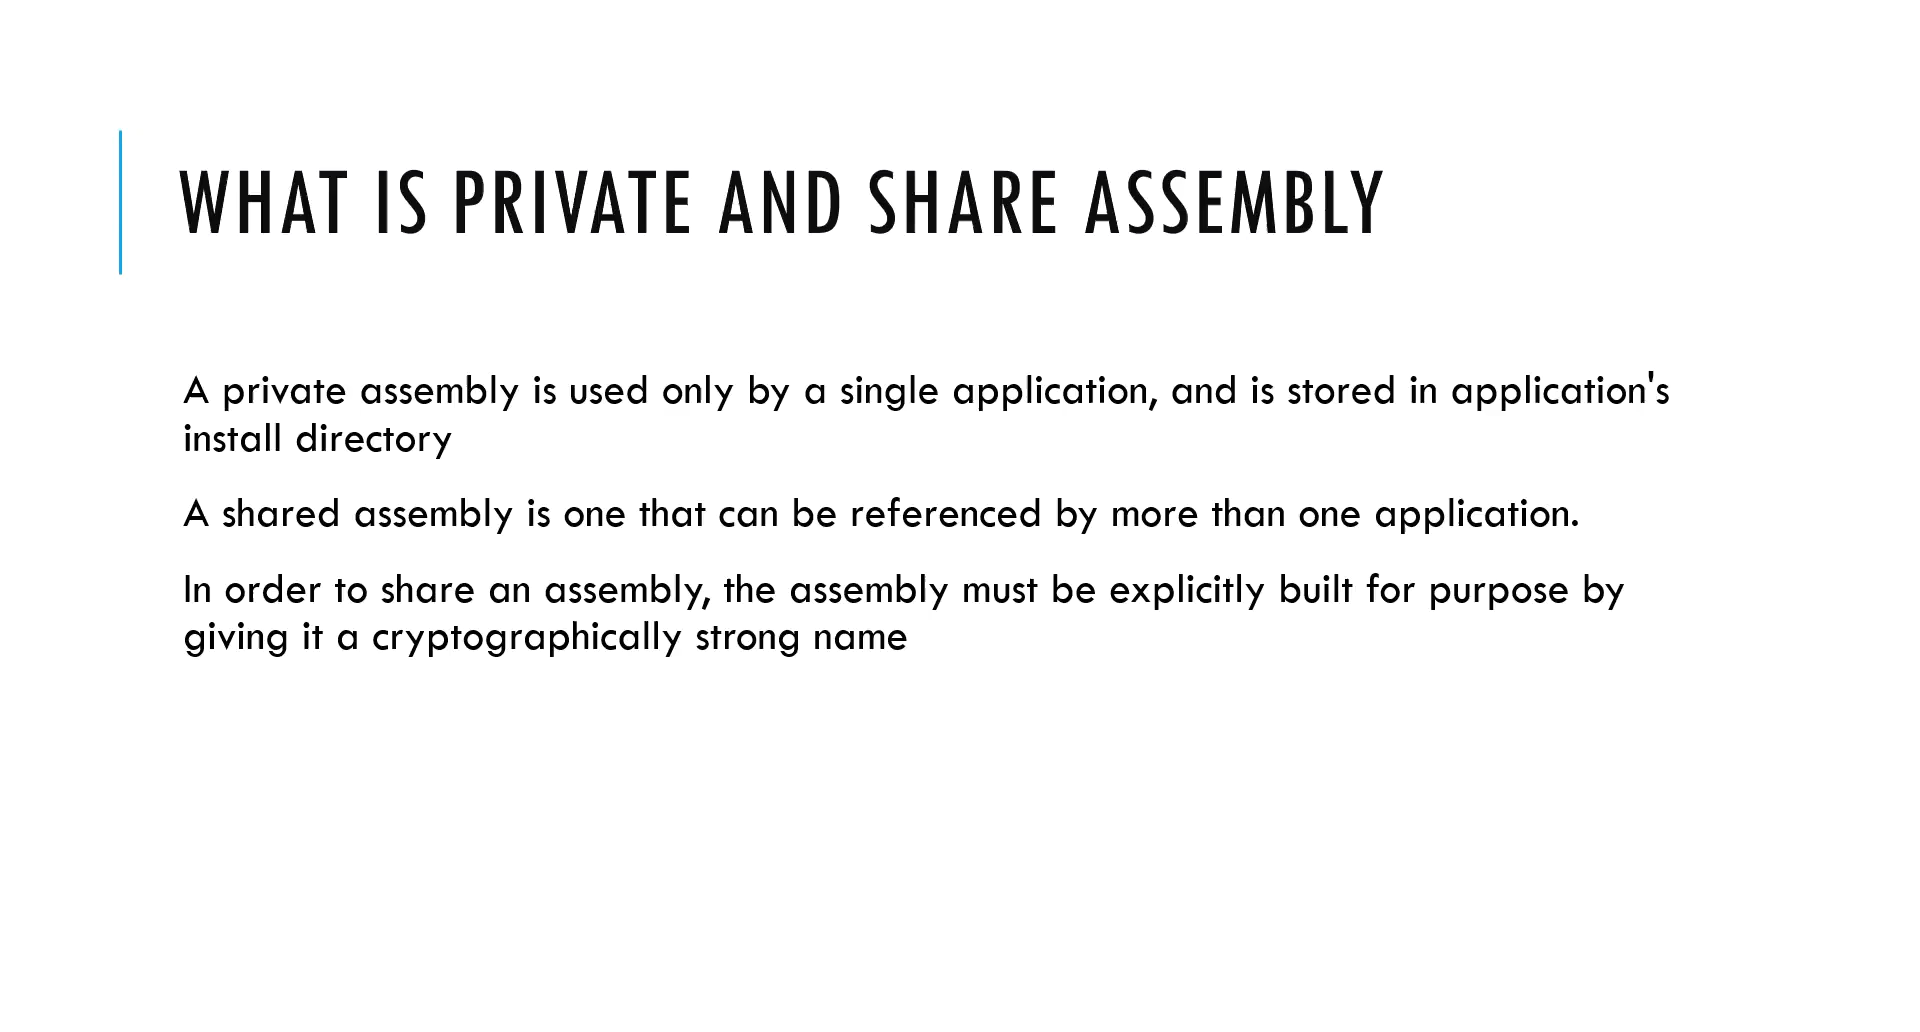 WHAT IS PRIVATE AND SHARE ASSEMBLY
A private assembly is used only by a single application, and is stored in application's
install directory
A shared assembly is one that can be referenced by more than one application.
In order to share an assembly, the assembly must be explicitly built for purpose by
giving it a cryptographically strong name